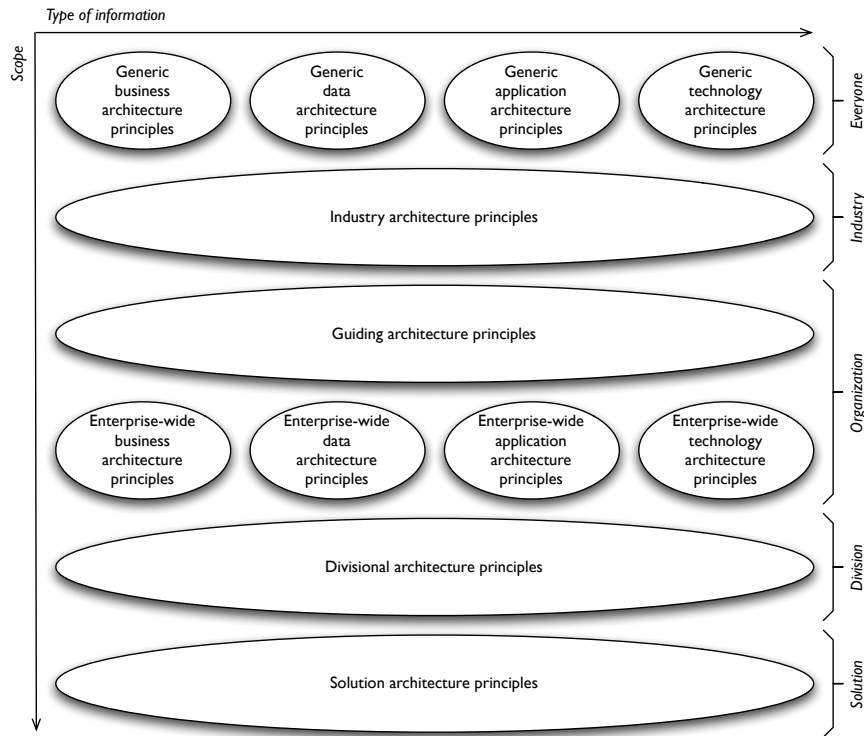 Type of information
Scope
Generic
business
architecture
principles
Generic
data
architecture
principles
Generic
application
architecture
principles
Generic
technology
architecture
principles
Everyone
Industry architecture principles
Industry
Guiding architecture principles
Organization
Enterprise-wide
business
architecture
principles
Enterprise-wide
data
architecture
principles
Enterprise-wide
application
architecture
principles
Enterprise-wide
technology
architecture
principles
Divisional architecture principles
Division
Solution architecture principles
Solution